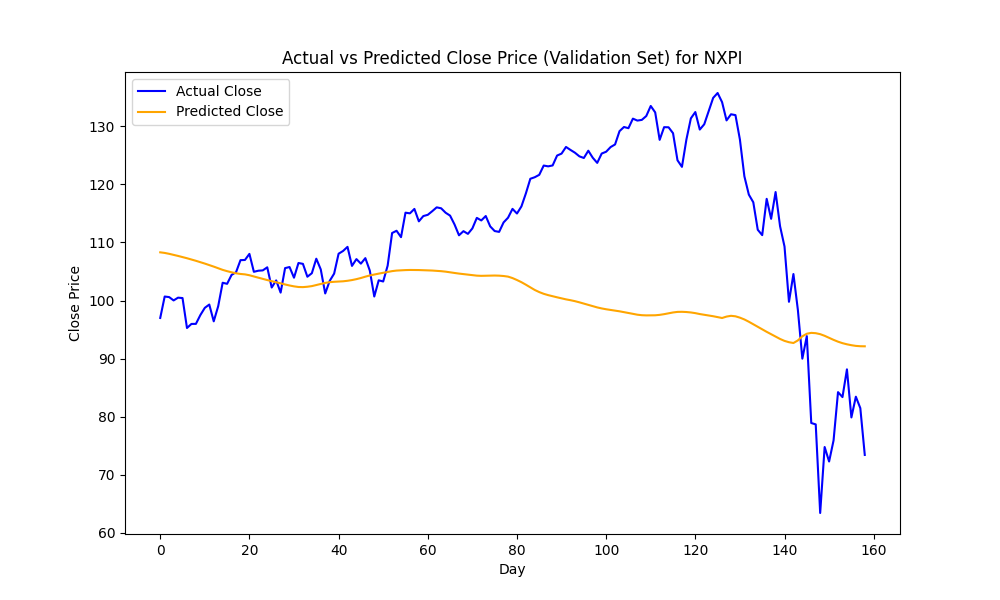 Actual vs Predicted Close Price (Validation Set) for NXPI
Actual Close
Predicted Close
130
120
110
100
90
80
70
60
Close Price
0 20 40 60 80 100 120 140 160
Day